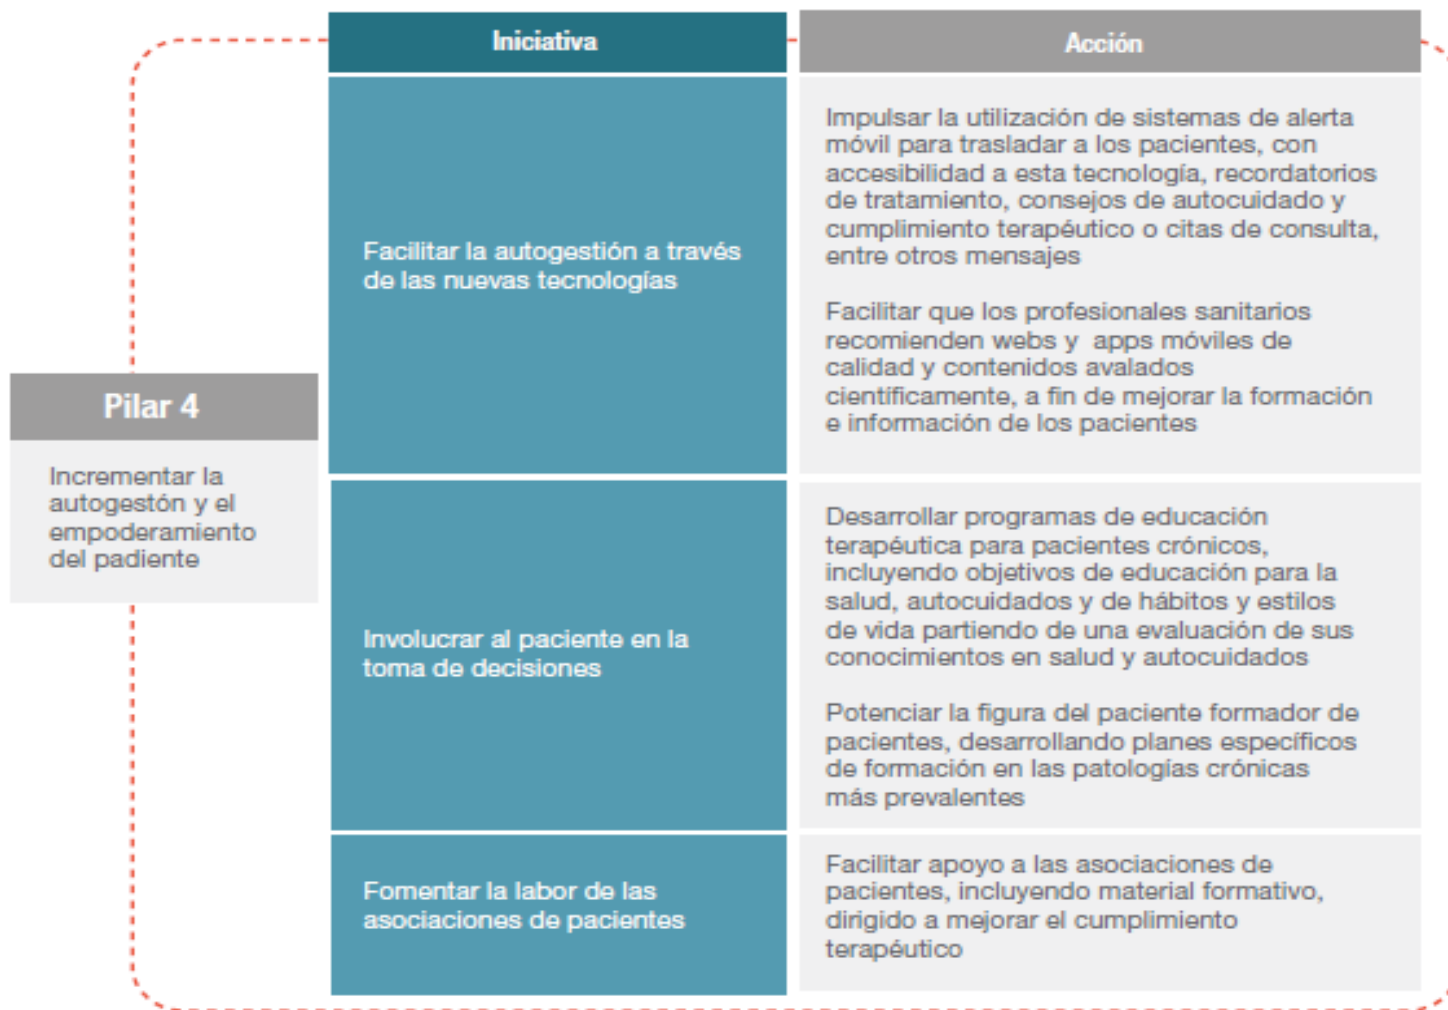 Iniciativa
Acción
Pilar 4
Incrementar la
autogestón y el
empoderamiento
del padiente
Facilitar la autogestión a través
de las nuevas tecnologías
Impulsar la utilización de sistemas de alerta
móvil para trasladar a los pacientes, con
accesibilidad a esta tecnología, recordatorios
de tratamiento, consejos de autocuidado y
cumplimiento terapéutico o citas de consulta,
entre otros mensajes
Facilitar que los profesionales sanitarios
recomienden webs y apps móviles de
calidad y contenidos avalados
científicamente, a fin de mejorar la formación
e información de los pacientes
Involucrar al paciente en la
toma de decisiones
Desarrollar programas de educación
terapéutica para pacientes crónicos,
incluyendo objetivos de educación para la
salud, autocuidados y de hábitos y estilos
de vida partiendo de una evaluación de sus
conocimientos en salud y autocuidados
Potenciar la figura del paciente formador de
pacientes, desarrollando planes específicos
de formación en las patologías crónicas
más prevalentes
Fomentar la labor de las
asociaciones de pacientes
Facilitar apoyo a las asociaciones de
pacientes, incluyendo material formativo,
dirigido a mejorar el cumplimiento
terapéutico